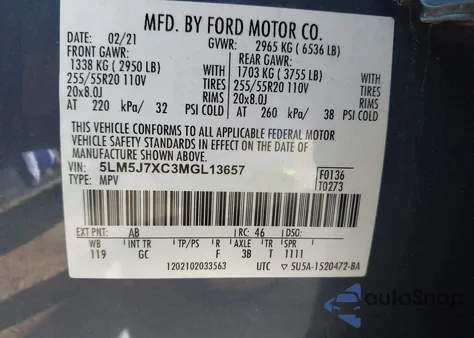 MFD. BY FORD MOTOR CO.
02/21 GVWR: 2965 KG ( 6536 LB)
FRONT GAWR: REAR GAWR:
1338 KG ( 2950 LB) WITH 1703 KG ( 3755 LB) WITH
255/55R20 110V TIRES 255/55R20 110V TIRES
20x8.0J RIMS 20x8.0J RIMS
AT 220 kPa/ 32 PSI COLD AT 260 kPa/ 38 PSI COLD
THIS VEHICLE CONFORMS TO ALL APPLICABLE FEDERAL MOTOR
VEHICLE SAFETY STANDARDS IN EFFECT ON THE
DATE OF MANUFACTURE SHOWN ABOVE.
VIN: 5LM5J7XC3MGL13657 F0136
TYPE: MPV T0273
EXT PNT: AB RC: 46
WB INT TR TP/PS R AXLE T SPR
119 GC F 3B T 1111
1202102033563 UTC ▽ 5U5A-1520472-BA
AutoSnap